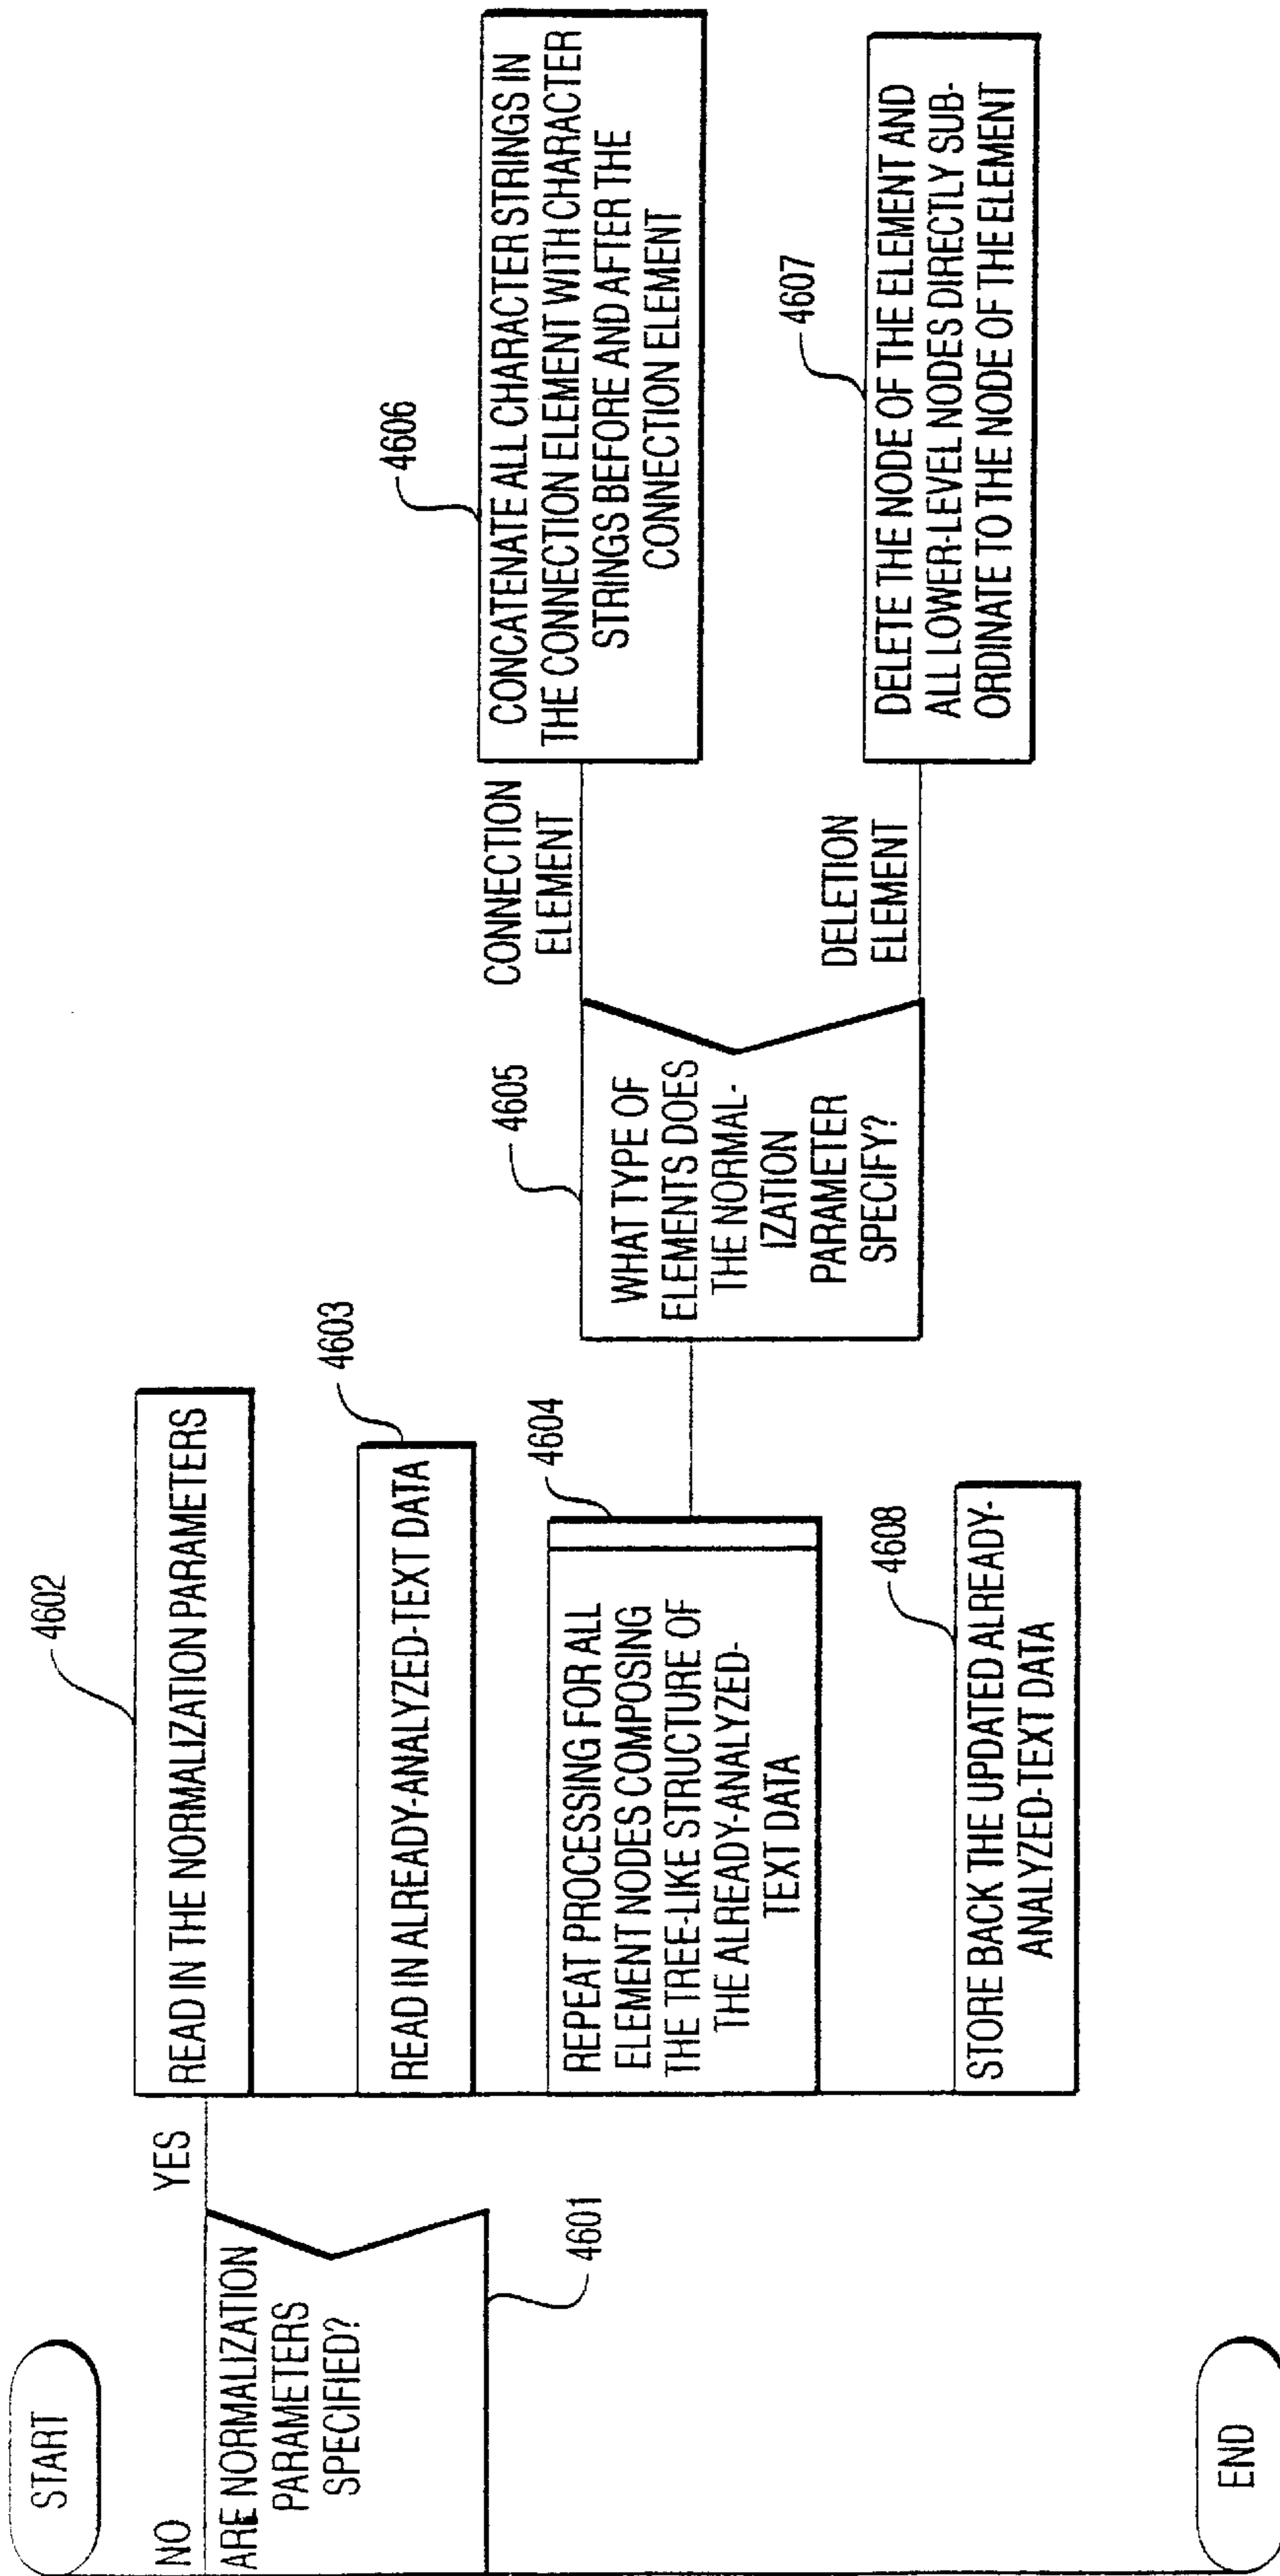 START
NO
YES
ARE NORMALIZATION
PARAMETERS
SPECIFIED?
4601
4602
READ IN THE NORMALIZATION PARAMETERS
4603
READ IN ALREADY-ANALYZED-TEXT DATA
4604
REPEAT PROCESSING FOR ALL
ELEMENT NODES COMPOSING
THE TREE-LIKE STRUCTURE OF
THE ALREADY-ANALYZED-
TEXT DATA
4605
WHAT TYPE OF
ELEMENTS DOES
THE NORMAL-
IZATION
PARAMETER
SPECIFY?
CONNECTION
ELEMENT
4606
CONCATENATE ALL CHARACTER STRINGS IN
THE CONNECTION ELEMENT WITH CHARACTER
STRINGS BEFORE AND AFTER THE
CONNECTION ELEMENT
DELETION
ELEMENT
4607
DELETE THE NODE OF THE ELEMENT AND
ALL LOWER-LEVEL NODES DIRECTLY SUB-
ORDINATE TO THE NODE OF THE ELEMENT
4608
STORE BACK THE UPDATED ALREADY-
ANALYZED-TEXT DATA
END